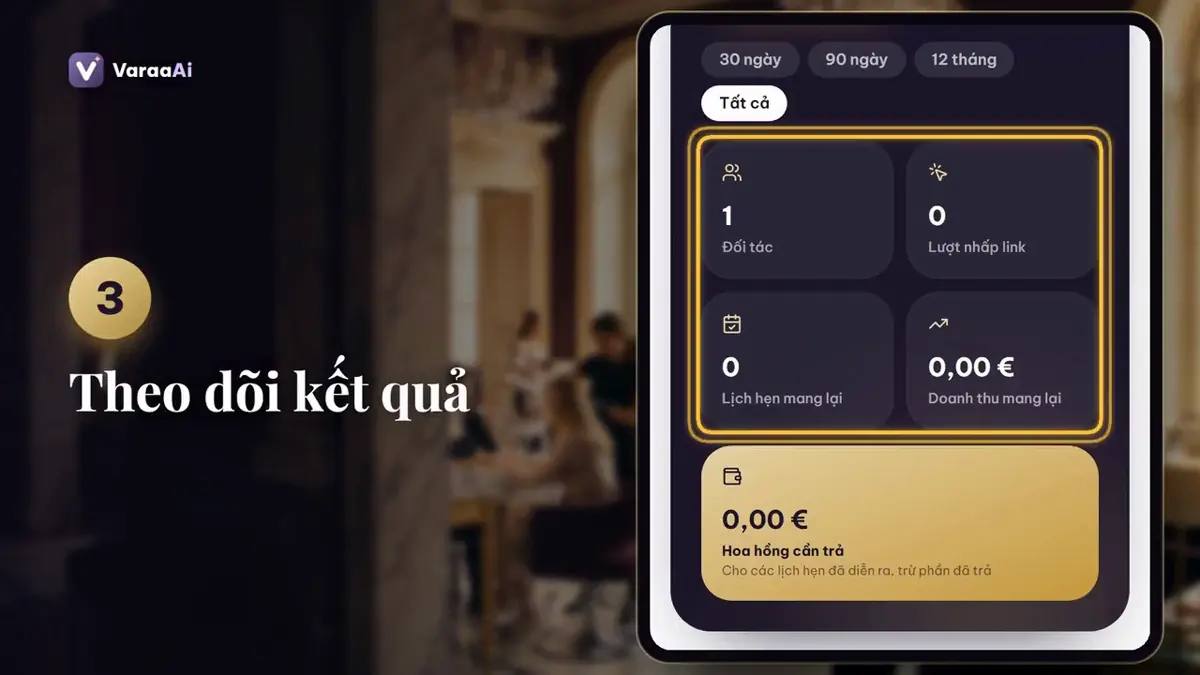 VaraaAi
3
Theo dõi kết quả
30 ngày
90 ngày
12 tháng
Tất cả
1
Đối tác
0
Lượt nhấp link
0
Lịch hẹn mang lại
0,00 €
Doanh thu mang lại
0,00 €
Hoa hồng cần trả
Cho các lịch hẹn đã diễn ra, trừ phần đã trả